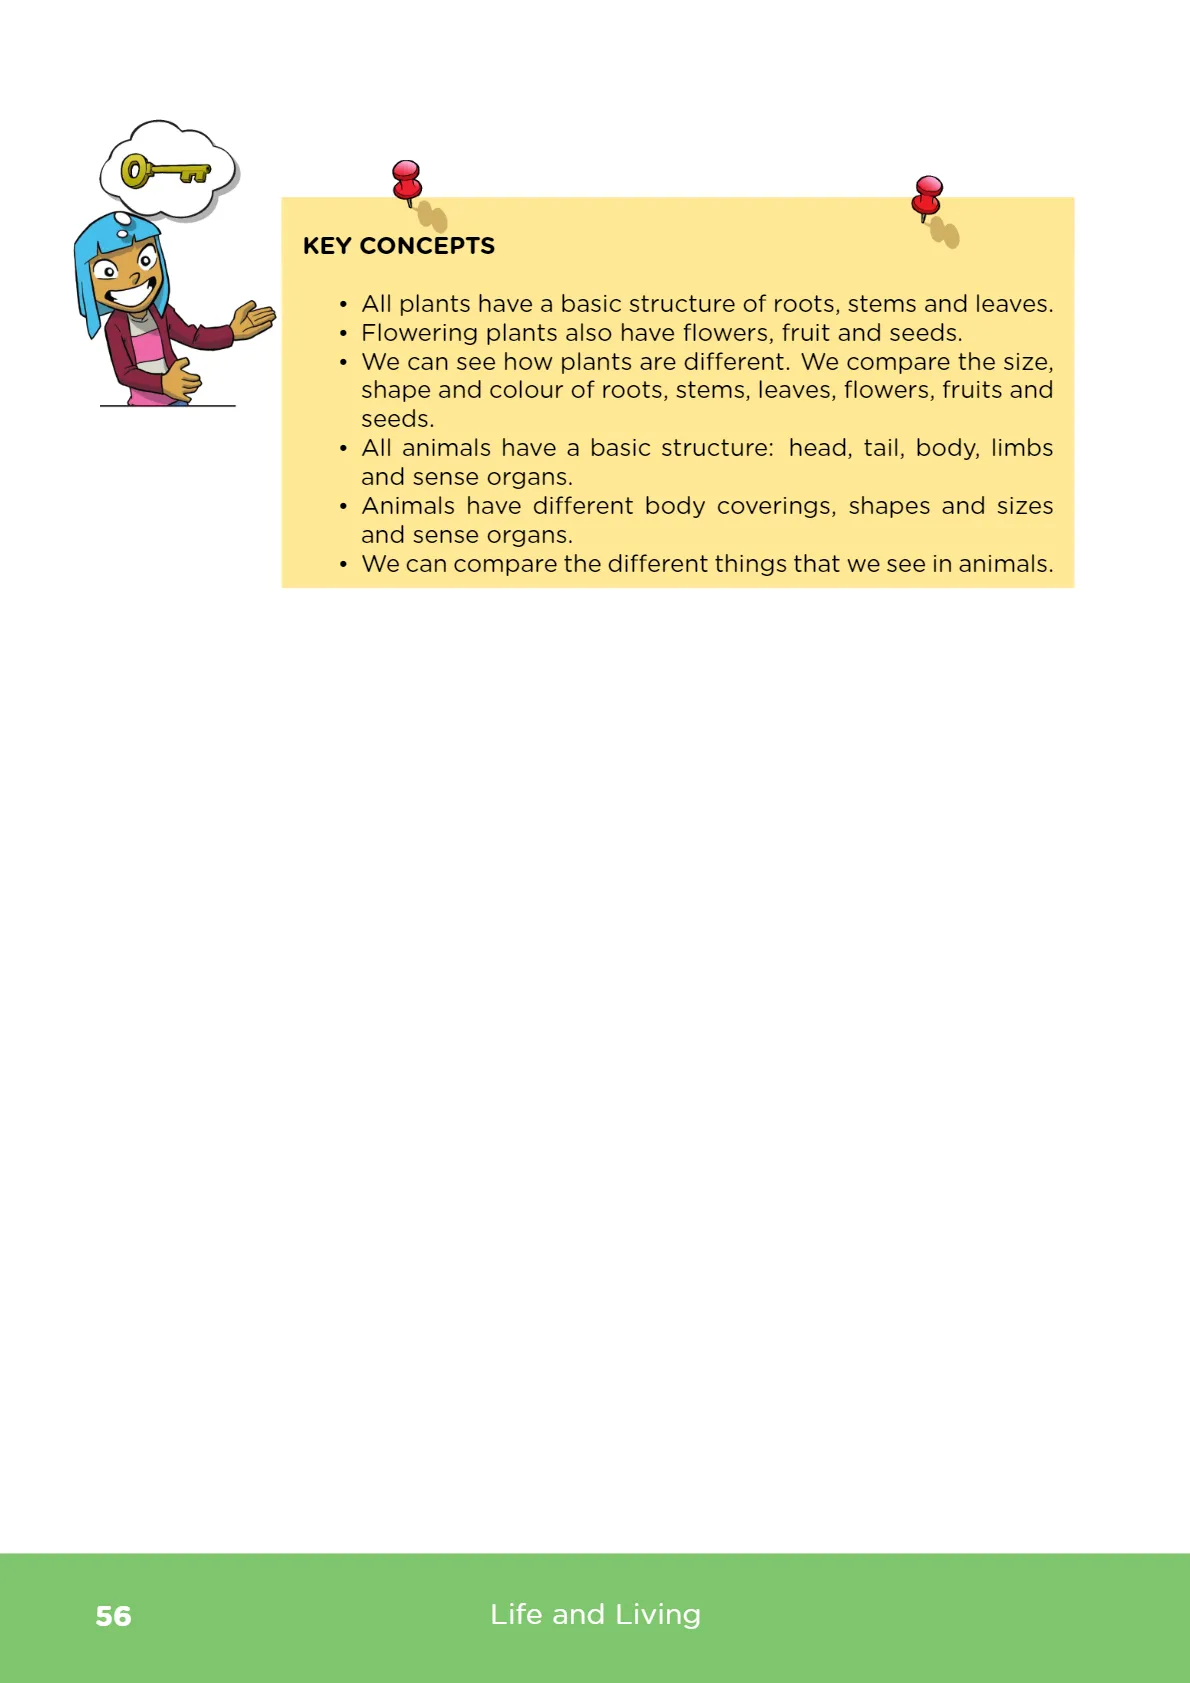 KEY CONCEPTS
• All plants have a basic structure of roots, stems and leaves.
• Flowering plants also have flowers, fruit and seeds.
• We can see how plants are different. We compare the size,
shape and colour of roots, stems, leaves, flowers, fruits and
seeds.
• All animals have a basic structure: head, tail, body, limbs
and sense organs.
• Animals have different body coverings, shapes and sizes
and sense organs.
• We can compare the different things that we see in animals.
56
Life and Living